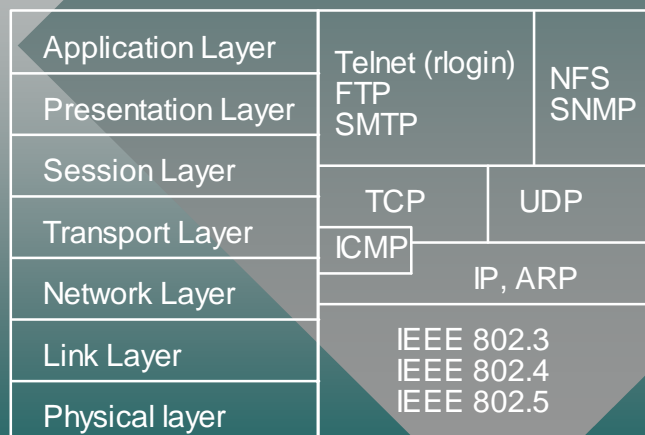 Application Layer
Presentation Layer
Session Layer
Transport Layer
Network Layer
Link Layer
Physical layer
Telnet (rlogin)
FTP
SMTP
NFS
SNMP
TCP
UDP
ICMP
IP, ARP
IEEE 802.3
IEEE 802.4
IEEE 802.5